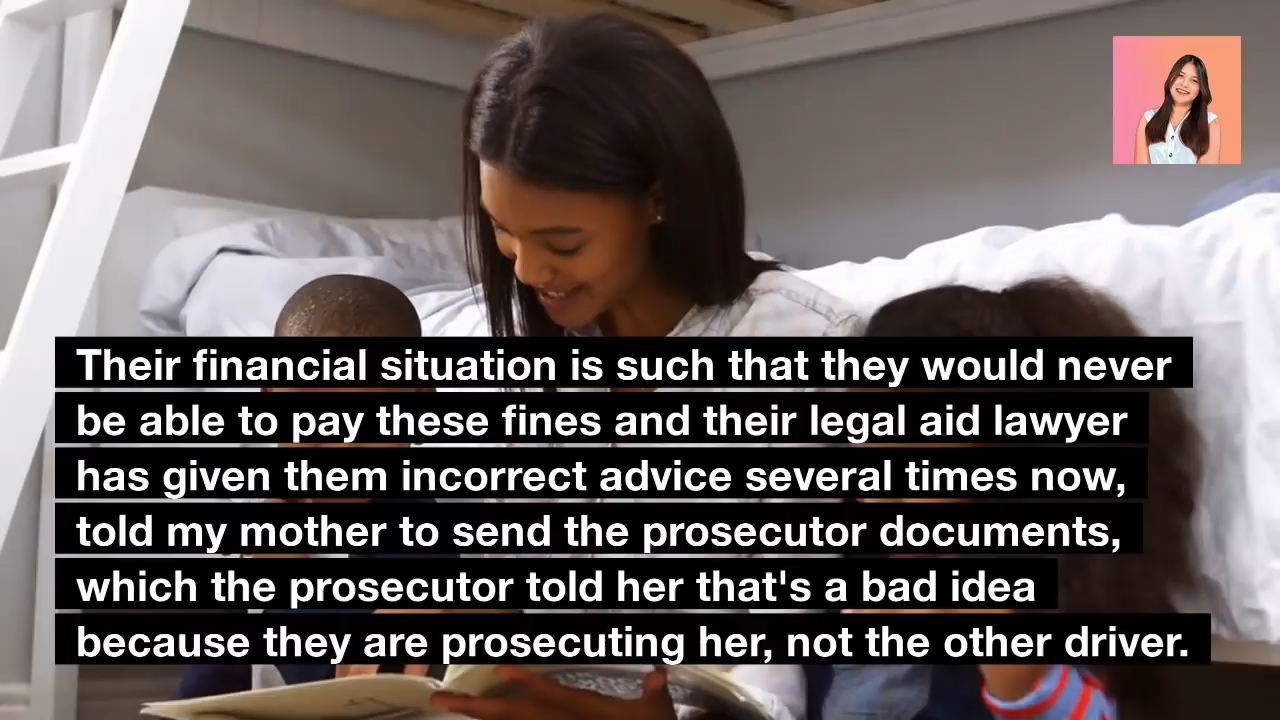 Their financial situation is such that they would never
be able to pay these fines and their legal aid lawyer
has given them incorrect advice several times now,
told my mother to send the prosecutor documents,
which the prosecutor told her that's a bad idea
because they are prosecuting her, not the other driver.